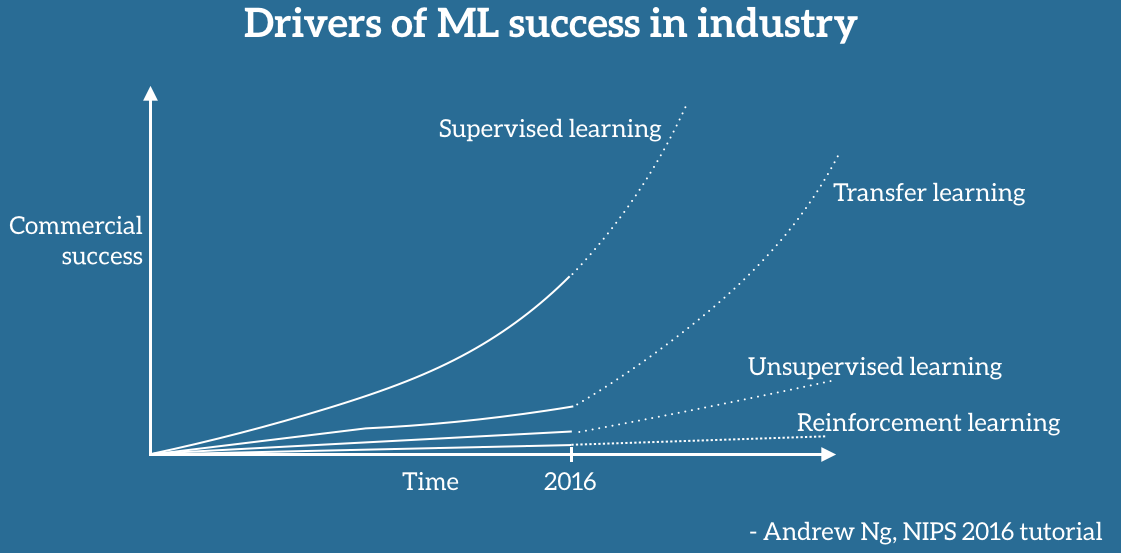 Drivers of ML success in industry
Supervised learning
Transfer learning
Commercial
success
Unsupervised learning
Reinforcement learning
Time
2016
- Andrew Ng, NIPS 2016 tutorial